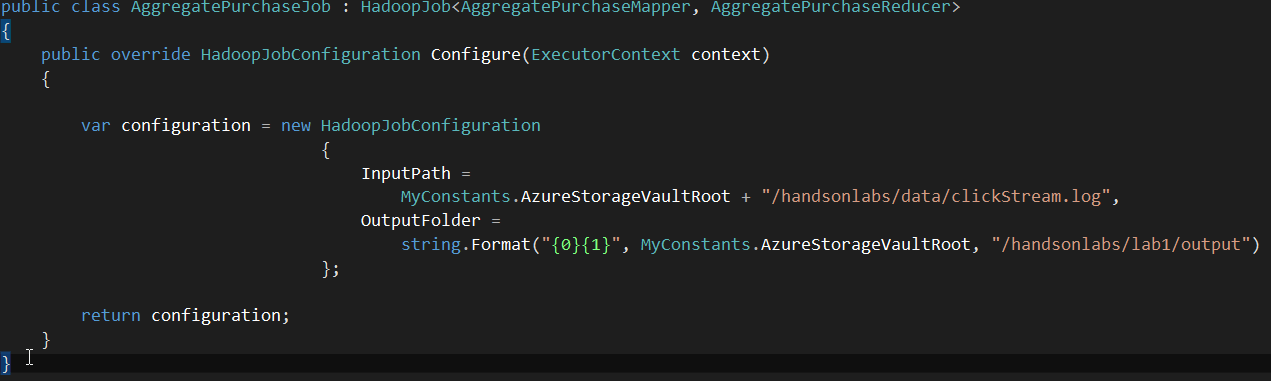 public class AggregatePurchaseJob : HadoopJob<AggregatePurchaseMapper, AggregatePurchaseReducer>
{
    public override HadoopJobConfiguration Configure(ExecutorContext context)
    {
        var configuration = new HadoopJobConfiguration
                                {
                                    InputPath =
                                        MyConstants.AzureStorageVaultRoot + "/handsonlabs/data/clickStream.log",
                                    OutputFolder =
                                        string.Format("{0}{1}", MyConstants.AzureStorageVaultRoot, "/handsonlabs/lab1/output")
                                };
        return configuration;
    }
}